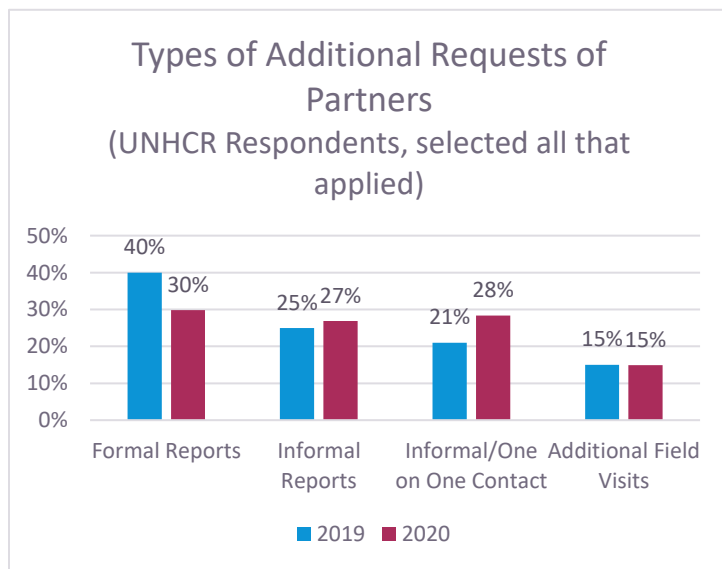 Types of Additional Requests of
Partners
(UNHCR Respondents, selected all that
applied)
50%
40%
30%
20%
10%
0%
40%
30%
25%
27%
21%
28%
15%
15%
Formal Reports
Informal
Reports
Informal/One
on One Contact
Additional Field
Visits
2019
2020